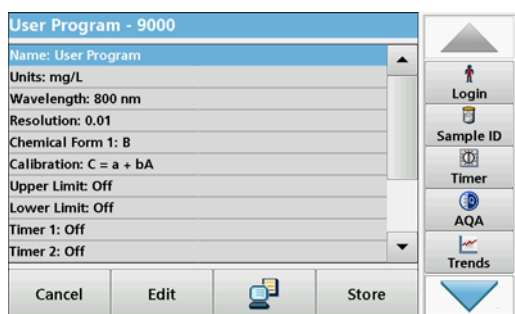 User Program - 9000
Name: User Program
Units: mg/L
Wavelength: 800 nm
Resolution: 0.01
Chemical Form 1: B
Calibration: C = a + bA
Upper Limit: Off
Lower Limit: Off
Timer 1: Off
Timer 2: Off
Cancel
Edit
Store
Login
Sample ID
Timer
AQA
Trends